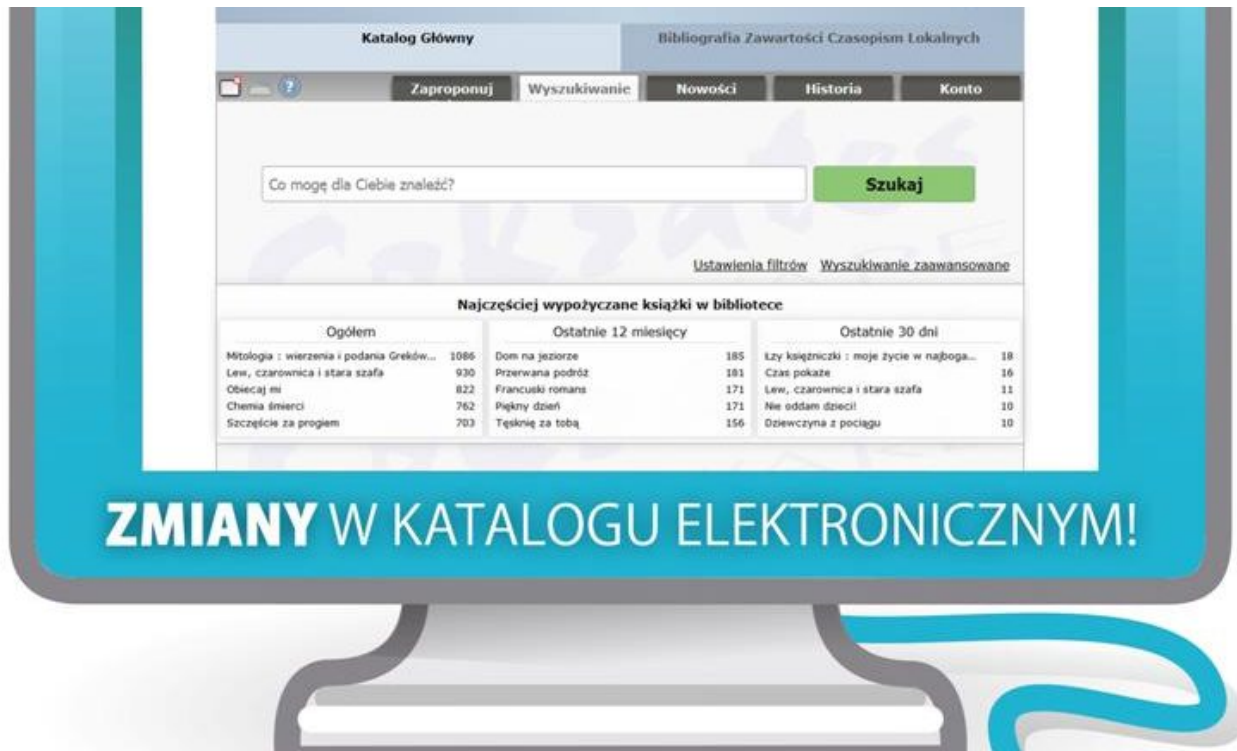 Katalog Główny
Bibliografia Zawartości Czasopism Lokalnych
Zaproponuj Wyszukiwanie Nowości Historia Konto
Co mogę dla Ciebie znaleźć?
Szukaj
Ustawienia filtrów Wyszukiwanie zaawansowane
Najczęściej wypożyczane książki w bibliotece
Ogółem
Mitologia : wierzenia i podania Greków... 1086
Lew, czarownica i stara szafa 930
Obiecaj mi 822
Chemia śmierci 762
Szczęście za progiem 703
Ostatnie 12 miesięcy
Dom na jeziorze 185
Przerwana podróż 181
Francuski romans 171
Piękny dzień 171
Tęsknię za tobą 156
Ostatnie 30 dni
Łzy księżniczki : moje życie w najboga... 18
Czas pokaże 16
Lew, czarownica i stara szafa 11
Nie oddam dzieci! 10
Dziewczyna z pociągu 10
ZMIANY W KATALOGU ELEKTRONICZNYM!